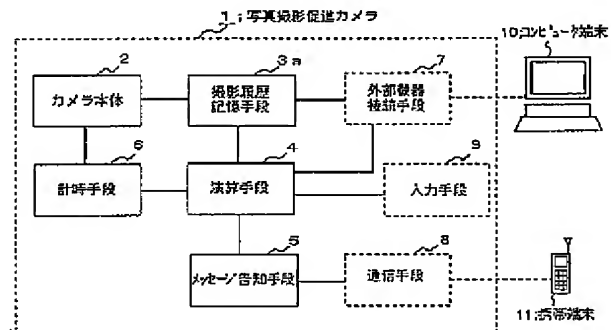 1;写真撮影促進カメラ
10;コンピュータ端末
2
3a
7
カメラ本体
撮影履歴
記憶手段
外部機器
接続手段
6
4
9
計時手段
演算手段
入力手段
5
8
メッセージ告知手段
通信手段
11;携帯端末